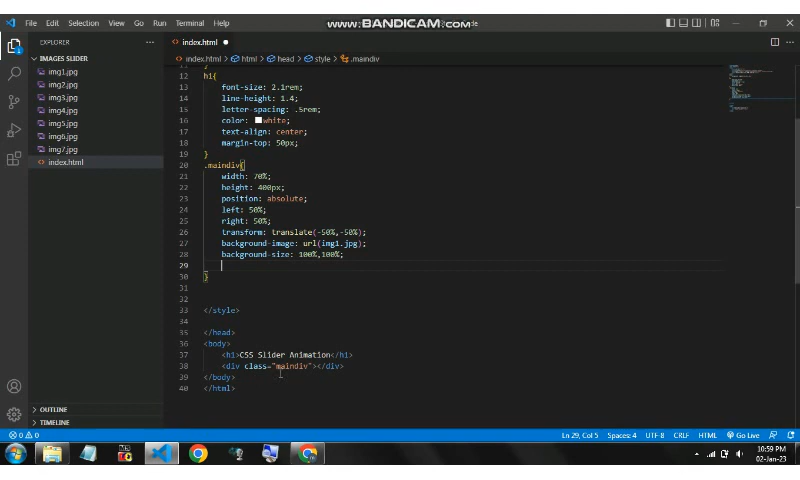 File Edit Selection View Go Run Terminal Help
www.BANDICAM.com
EXPLORER
IMAGES SLIDER
img1.jpg
img2.jpg
img3.jpg
img4.jpg
img5.jpg
img6.jpg
img7.jpg
index.html
OUTLINE
TIMELINE
index.html
index.html > html > head > style > .maindiv
12 h1{
13 font-size: 2.1rem;
14 line-height: 1.4;
15 letter-spacing: .5rem;
16 color: white;
17 text-align: center;
18 margin-top: 50px;
19 }
20 .maindiv{
21 width: 70%;
22 height: 400px;
23 position: absolute;
24 left: 50%;
25 right: 50%;
26 transform: translate(-50%,-50%);
27 background-image: url(img1.jpg);
28 background-size: 100%,100%;
29
30 }
31
32
33 </style>
34
35 </head>
36 <body>
37 <h1>CSS Slider Animation</h1>
38 <div class="maindiv"></div>
39 </body>
40 </html>
0 0
Ln 29, Col 5 Spaces: 4 UTF-8 CRLF HTML Go Live
10:59 PM
02-Jan-23